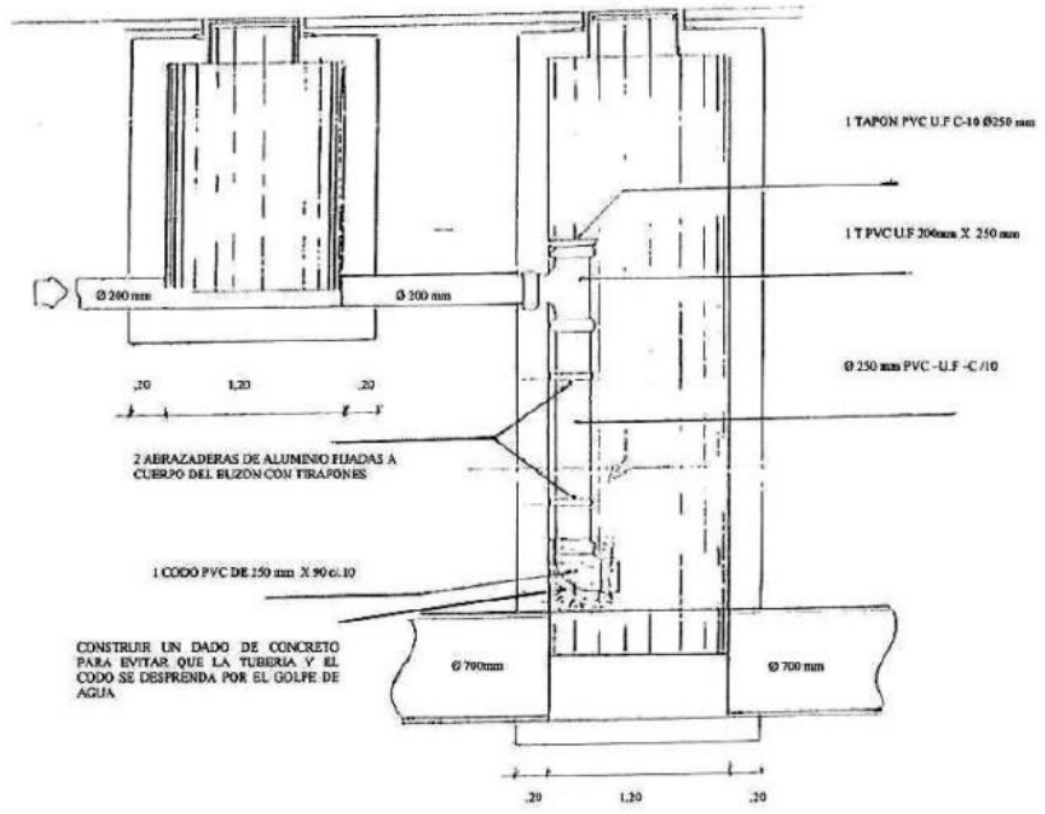 1 TAPON PVC U.F C-10 Ø250 mm
1 T PVC U.F 200mm X 250 mm
Ø 200 mm
Ø 200 mm
Ø 250 mm PVC -U.F -C/10
,20
1,20
,20
2 ABRAZADERAS DE ALUMINIO FIJADAS A
CUERPO DEL BUZON CON TIRAFONES
1 CODO PVC DE 250 mm X 90 cl.10
CONSTRUIR UN DADO DE CONCRETO
PARA EVITAR QUE LA TUBERIA Y EL
CODO SE DESPRENDA POR EL GOLPE DE
AGUA
Ø 700mm
Ø 700 mm
,20
1,20
,20